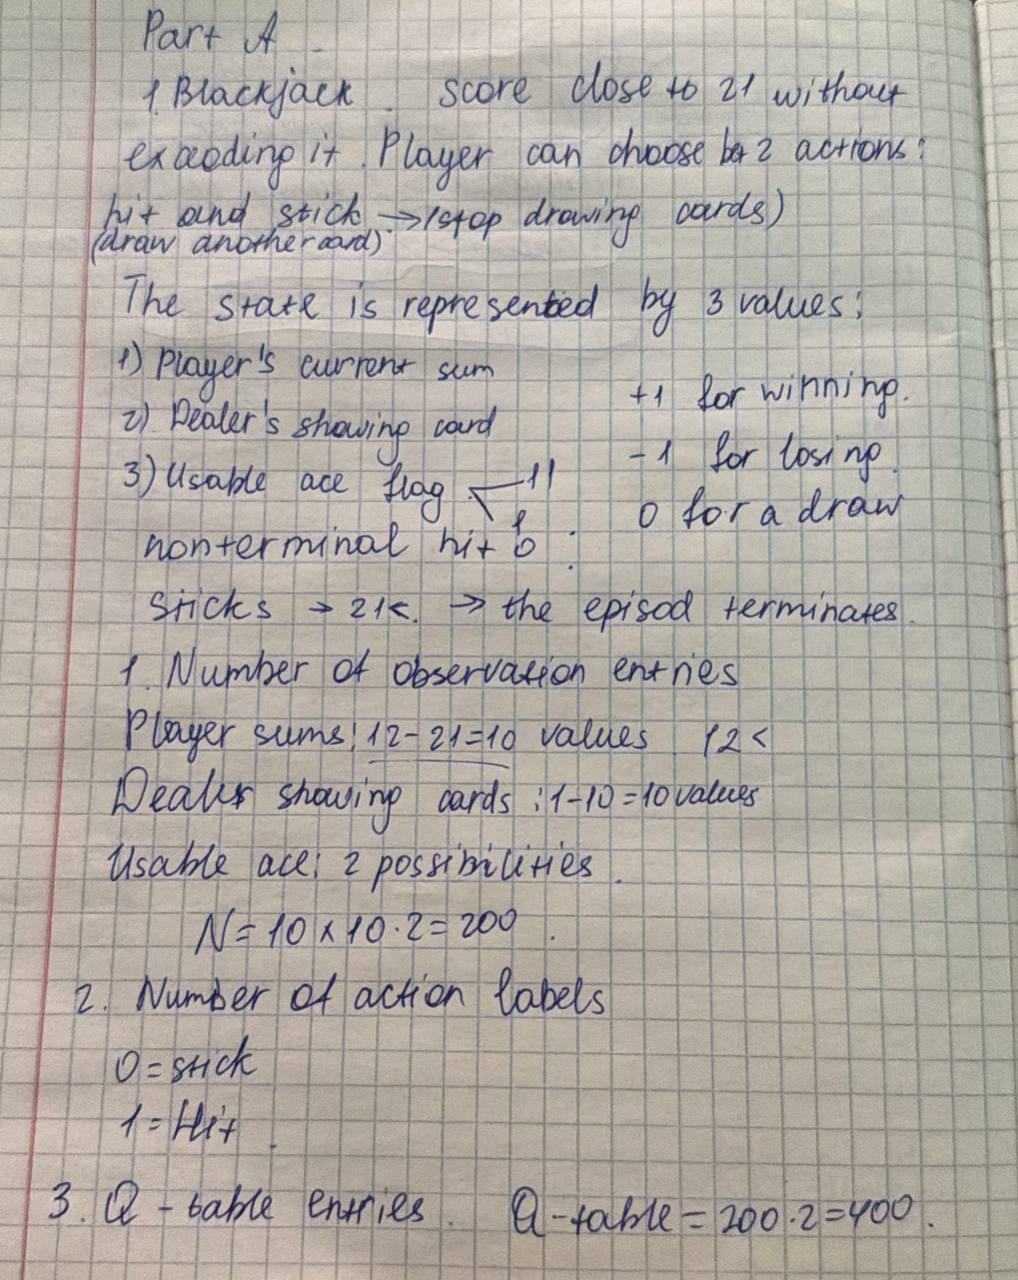 Part A
1. Blackjack. score close to 21 without
exceeding it. Player can choose bet 2 actions:
hit and stick → (stop drawing cards)
(draw another card)
The state is represented by 3 values:
1) Player's current sum
+1 for winning.
2) Dealer's showing card
-1 for losing.
3) Usable ace flag 11
0 for a draw
nonterminal hit 0 :
Sticks → 21<. → the episod terminates.
1. Number of observation entries
Player sums: 12-21=10 values. 12<
Dealer showing cards : 1-10 = 10 values
Usable ace: 2 possibilities.
N = 10 × 10 · 2 = 200.
2. Number of action labels
0 = stick
1 = Hit.
3. Q - table entries. Q - table = 200 · 2 = 400.